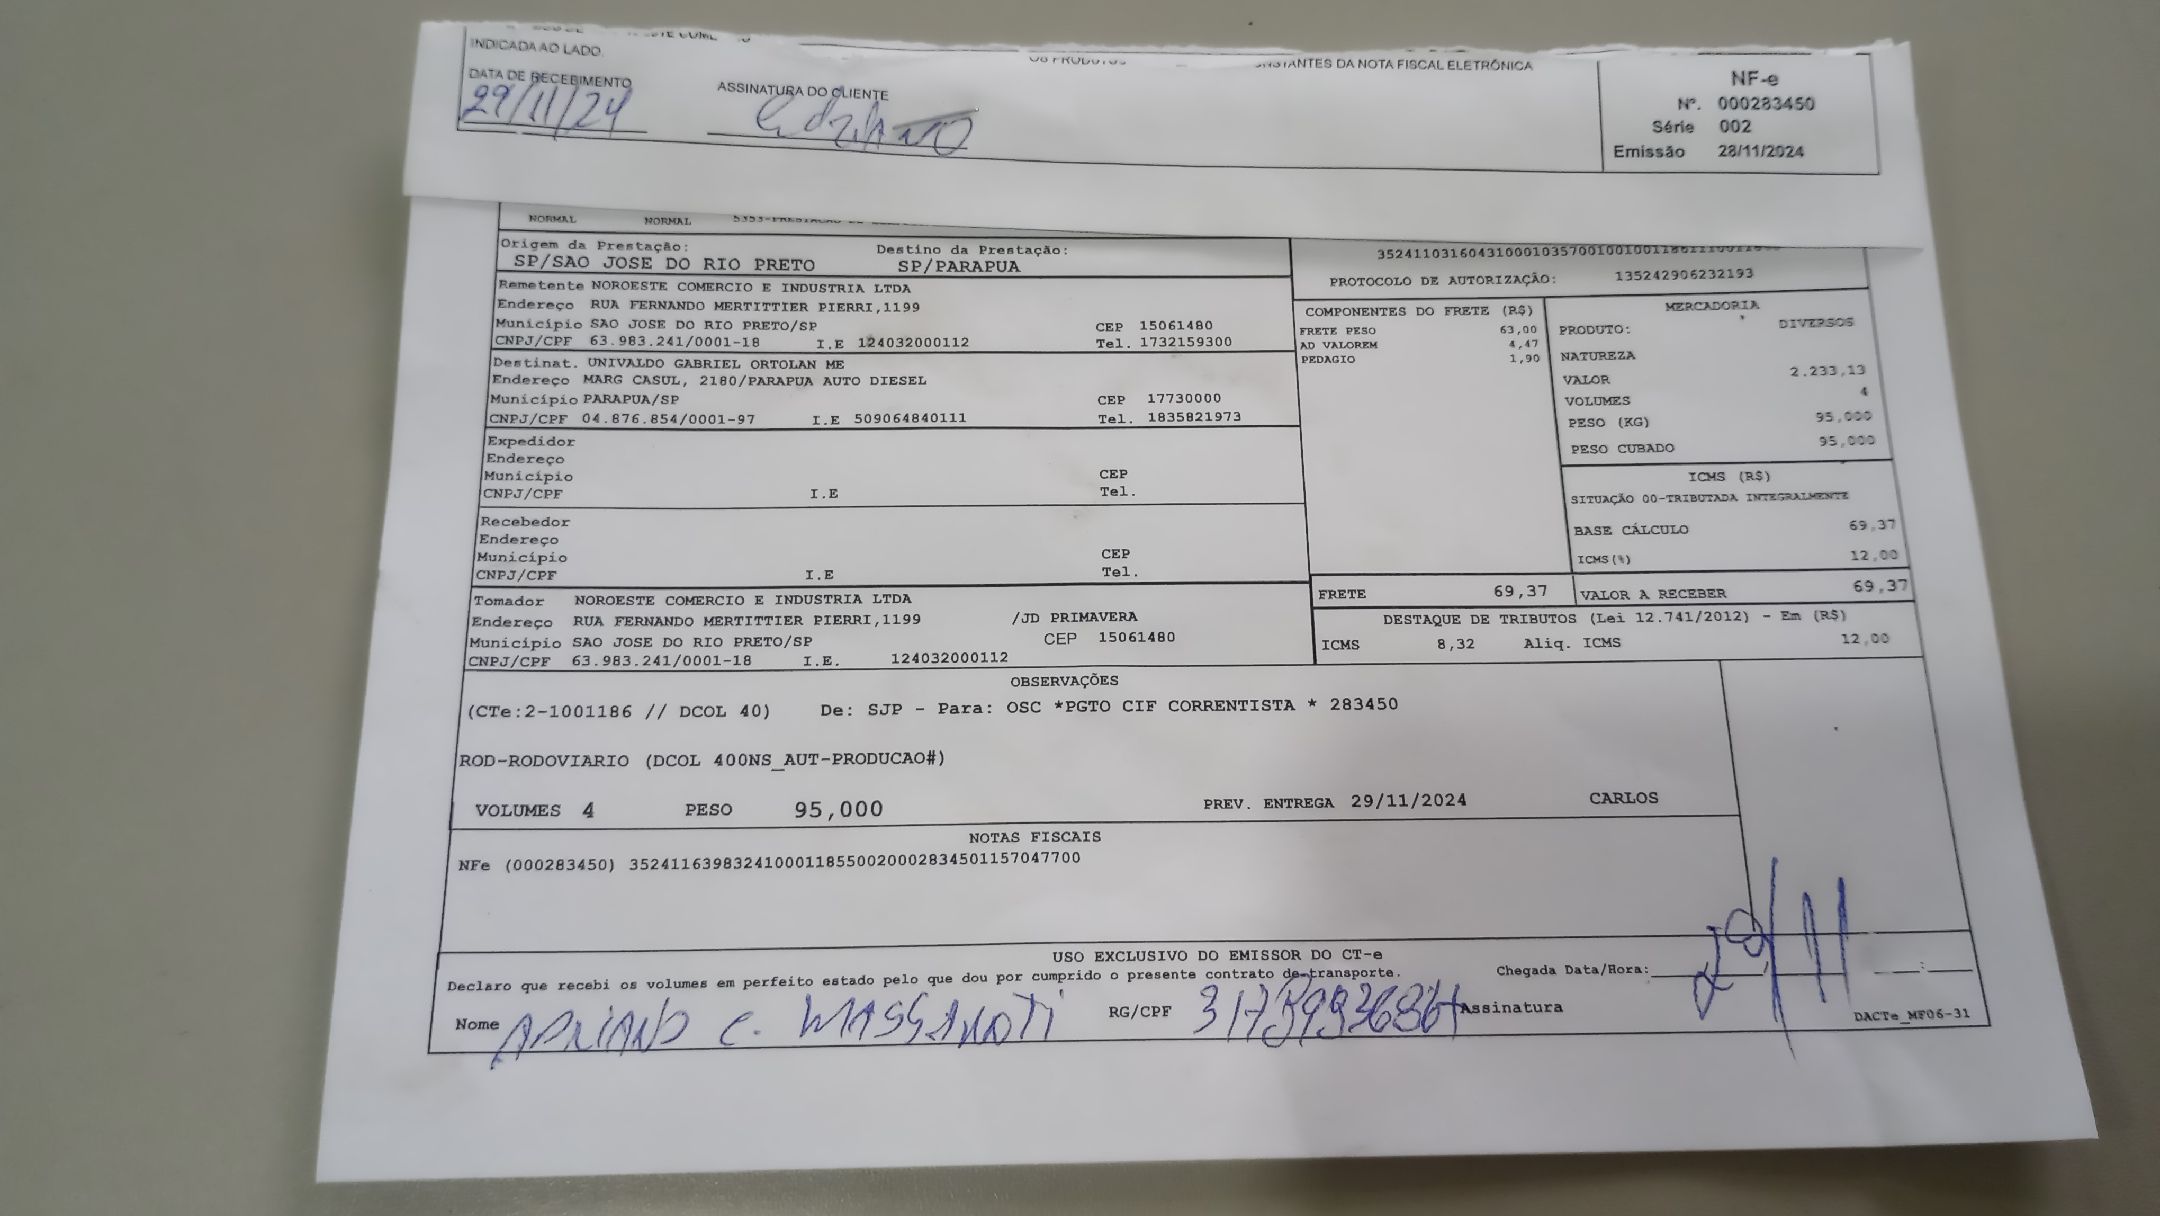 INDICADA AO LADO.
OS PRODUTOS CONSTANTES DA NOTA FISCAL ELETRÔNICA
DATA DE RECEBIMENTO
29/11/24
ASSINATURA DO CLIENTE
NF-e
Nº. 000283450
Série 002
Emissão 28/11/2024
NORMAL NORMAL
Origem da Prestação: Destino da Prestação:
SP/SAO JOSE DO RIO PRETO SP/PARAPUA
PROTOCOLO DE AUTORIZAÇÃO: 135242906232193
Remetente NOROESTE COMERCIO E INDUSTRIA LTDA
Endereço RUA FERNANDO MERTITTIER PIERRI,1199
Município SAO JOSE DO RIO PRETO/SP CEP 15061480
CNPJ/CPF 63.983.241/0001-18 I.E 124032000112 Tel. 1732159300
Destinat. UNIVALDO GABRIEL ORTOLAN ME
Endereço MARG CASUL, 2180/PARAPUA AUTO DIESEL
Município PARAPUA/SP CEP 17730000
CNPJ/CPF 04.876.854/0001-97 I.E 509064840111 Tel. 1835821973
Expedidor
Endereço
Município CEP
CNPJ/CPF I.E Tel.
Recebedor
Endereço
Município CEP
CNPJ/CPF I.E Tel.
Tomador NOROESTE COMERCIO E INDUSTRIA LTDA
Endereço RUA FERNANDO MERTITTIER PIERRI,1199 /JD PRIMAVERA
Município SAO JOSE DO RIO PRETO/SP CEP 15061480
CNPJ/CPF 63.983.241/0001-18 I.E. 124032000112
COMPONENTES DO FRETE (R$)
FRETE PESO 63,00
AD VALOREM 4,47
PEDAGIO 1,90
MERCADORIA
PRODUTO: DIVERSOS
NATUREZA
VALOR 2.233,13
VOLUMES 4
PESO (KG) 95,000
PESO CUBADO 95,000
ICMS (R$)
SITUAÇÃO 00-TRIBUTADA INTEGRALMENTE
BASE CÁLCULO 69,37
ICMS(%) 12,00
FRETE 69,37 VALOR A RECEBER 69,37
DESTAQUE DE TRIBUTOS (Lei 12.741/2012) - Em (R$)
ICMS 8,32 Aliq. ICMS 12,00
OBSERVAÇÕES
(CTe:2-1001186 // DCOL 40) De: SJP - Para: OSC *PGTO CIF CORRENTISTA * 283450
ROD-RODOVIARIO (DCOL 400NS_AUT-PRODUCAO#)
VOLUMES 4 PESO 95,000 PREV. ENTREGA 29/11/2024 CARLOS
NOTAS FISCAIS
NFe (000283450) 35241163983241000118550020002834501157047700
USO EXCLUSIVO DO EMISSOR DO CT-e
Declaro que recebi os volumes em perfeito estado pelo que dou por cumprido o presente contrato de transporte. Chegada Data/Hora: 29/11
Nome ADRIANO C. RG/CPF Assinatura
DACTe_MF06-31